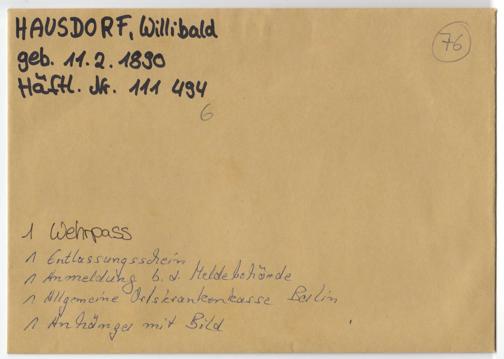 HAUSDORF, Willibald
76
geb. 11.2.1890
Häftl. Nr. 111 494
6
1 Wehrpass
1 Entlassungsschein
1 Anmeldung b. d. Meldebehörde
1 Allgemeine Ortskrankenkasse Berlin
1 Anhänger mit Bild